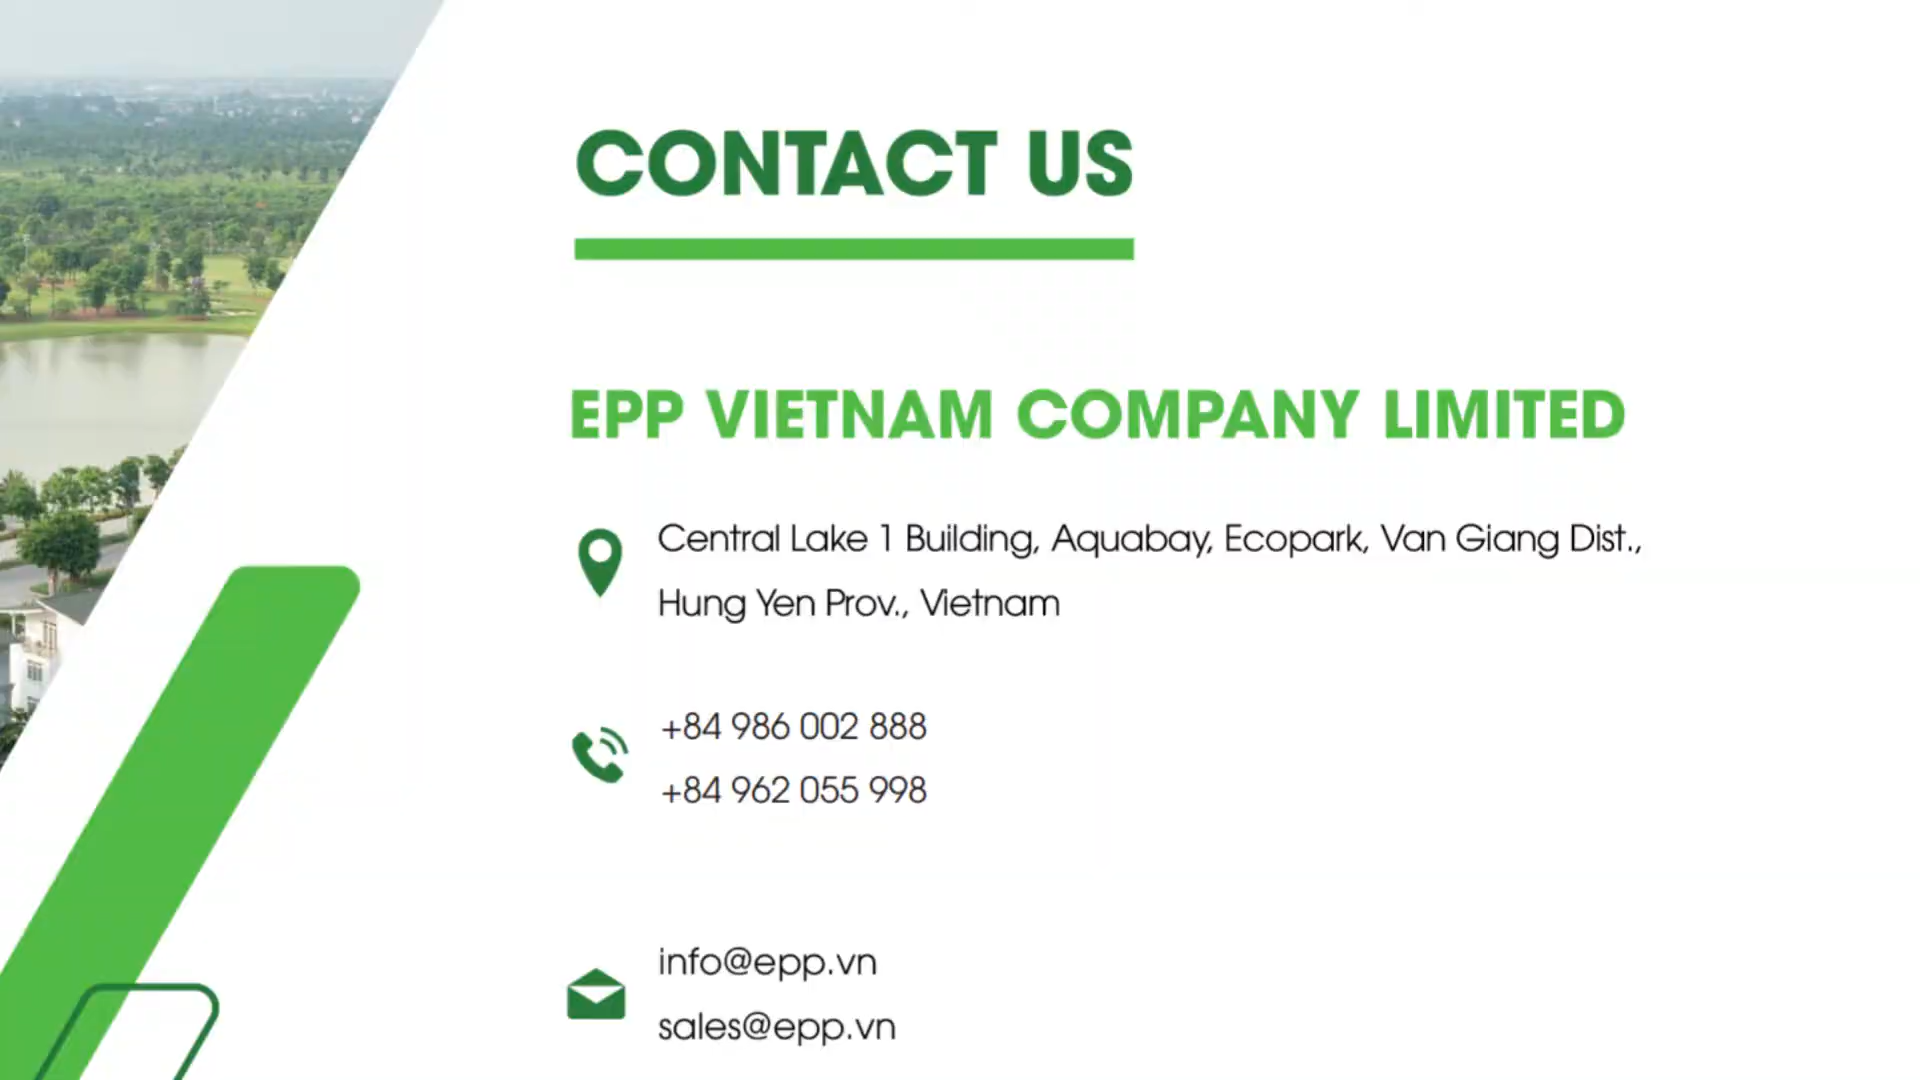 CONTACT US
EPP VIETNAM COMPANY LIMITED
Central Lake 1 Building, Aquabay, Ecopark, Van Giang Dist.,
Hung Yen Prov., Vietnam
+84 986 002 888
+84 962 055 998
info@epp.vn
sales@epp.vn